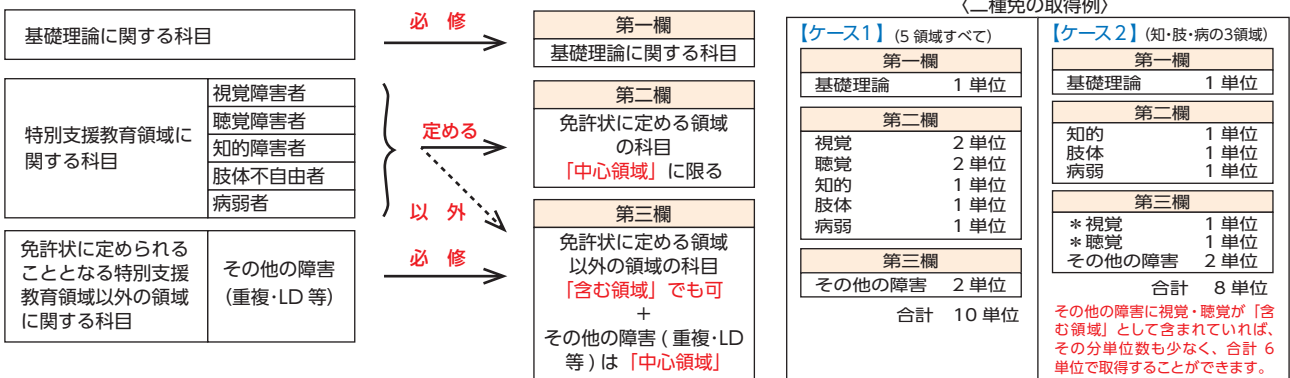 基礎理論に関する科目
特別支援教育領域に
関する科目
視覚障害者
聴覚障害者
知的障害者
肢体不自由者
病弱者
免許状に定められる
こととなる特別支援
教育領域以外の領域
に関する科目
その他の障害
(重複・LD 等)
必 修
定める
以 外
必 修
第一欄
基礎理論に関する科目
第二欄
免許状に定める領域
の科目
「中心領域」に限る
第三欄
免許状に定める領域
以外の領域の科目
「含む領域」でも可
+
その他の障害 ( 重複・LD
等 ) は「中心領域」
〈二種免の取得例〉
【ケース1】(5 領域すべて)
第一欄
基礎理論 1 単位
第二欄
視覚 2 単位
聴覚 2 単位
知的 1 単位
肢体 1 単位
病弱 1 単位
第三欄
その他の障害 2 単位
合計 10 単位
【ケース2】(知・肢・病の3領域)
第一欄
基礎理論 1 単位
第二欄
知的 1 単位
肢体 1 単位
病弱 1 単位
第三欄
＊視覚 1 単位
＊聴覚 1 単位
その他の障害 2 単位
合計 8 単位
その他の障害に視覚・聴覚が「含
む領域」として含まれていれば、
その分単位数も少なく、合計 6
単位で取得することができます。